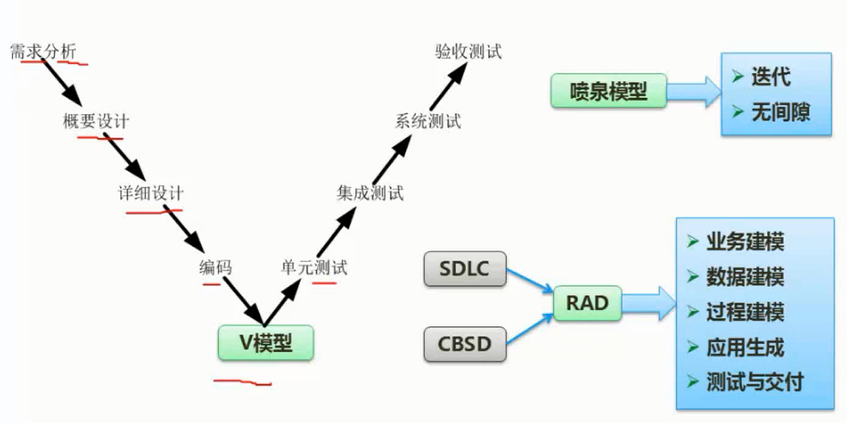 需求分析
概要设计
详细设计
编码
V模型
单元测试
集成测试
系统测试
验收测试
喷泉模型
迭代
无间隙
SDLC
CBSD
RAD
业务建模
数据建模
过程建模
应用生成
测试与交付